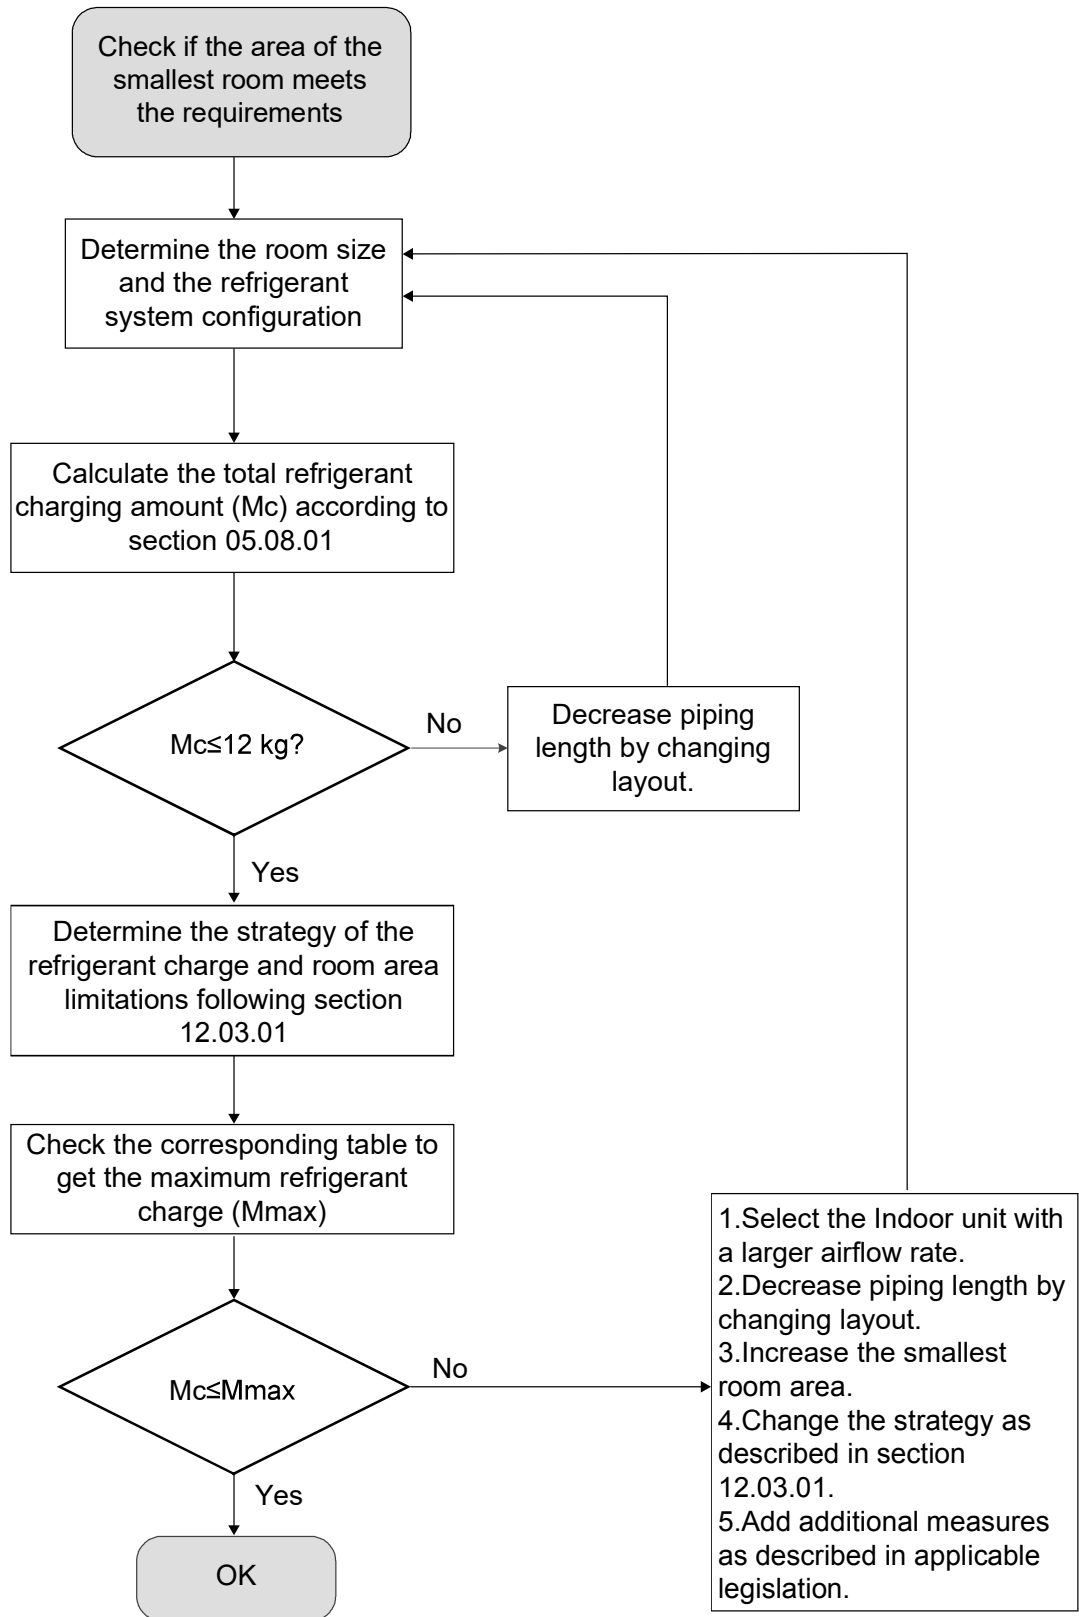 Check if the area of the
smallest room meets
the requirements
Determine the room size
and the refrigerant
system configuration
Calculate the total refrigerant
charging amount (Mc) according to
section 05.08.01
Mc≤12 kg?
No
Decrease piping
length by changing
layout.
Yes
Determine the strategy of the
refrigerant charge and room area
limitations following section
12.03.01
Check the corresponding table to
get the maximum refrigerant
charge (Mmax)
Mc≤Mmax
No
1.Select the Indoor unit with
a larger airflow rate.
2.Decrease piping length by
changing layout.
3.Increase the smallest
room area.
4.Change the strategy as
described in section
12.03.01.
5.Add additional measures
as described in applicable
legislation.
Yes
OK